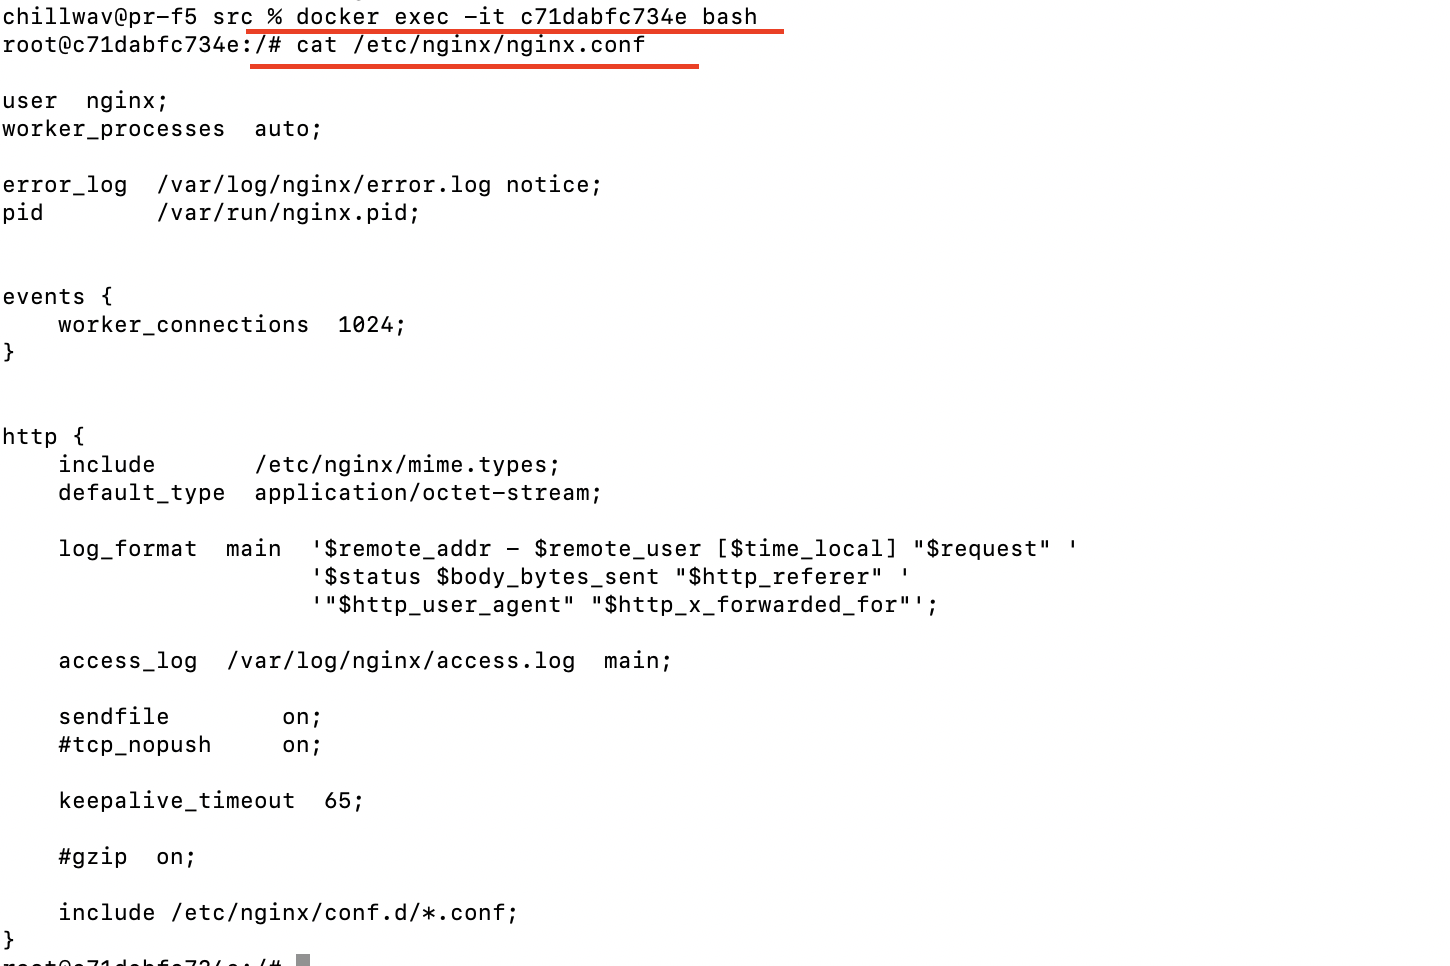 chillwav@pr-f5 src % docker exec -it c71dabfc734e bash
root@c71dabfc734e:/# cat /etc/nginx/nginx.conf
user  nginx;
worker_processes  auto;
error_log  /var/log/nginx/error.log notice;
pid        /var/run/nginx.pid;
events {
    worker_connections  1024;
}
http {
    include       /etc/nginx/mime.types;
    default_type  application/octet-stream;
    log_format  main  '$remote_addr - $remote_user [$time_local] "$request" '
                      '$status $body_bytes_sent "$http_referer" '
                      '"$http_user_agent" "$http_x_forwarded_for"';
    access_log  /var/log/nginx/access.log  main;
    sendfile        on;
    #tcp_nopush     on;
    keepalive_timeout  65;
    #gzip  on;
    include /etc/nginx/conf.d/*.conf;
}
root@c71dabfc734e:/#